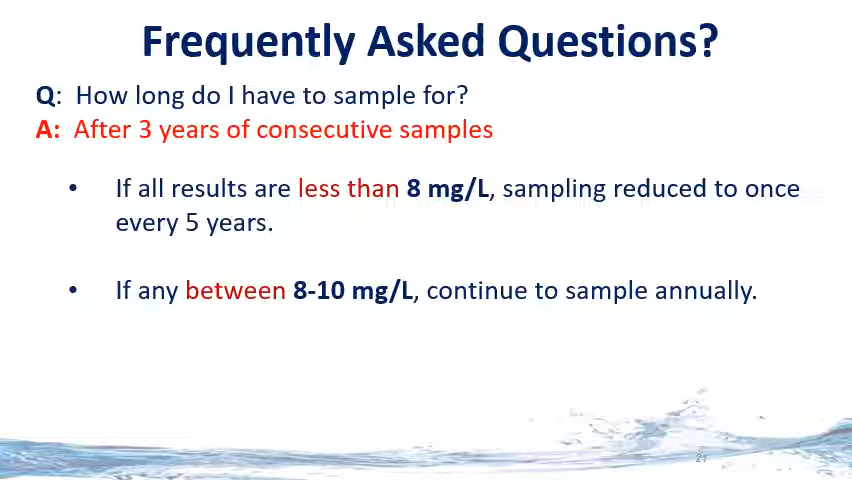 Frequently Asked Questions?
Q: How long do I have to sample for?
A: After 3 years of consecutive samples
• If all results are less than 8 mg/L, sampling reduced to once
every 5 years.
• If any between 8-10 mg/L, continue to sample annually.
21